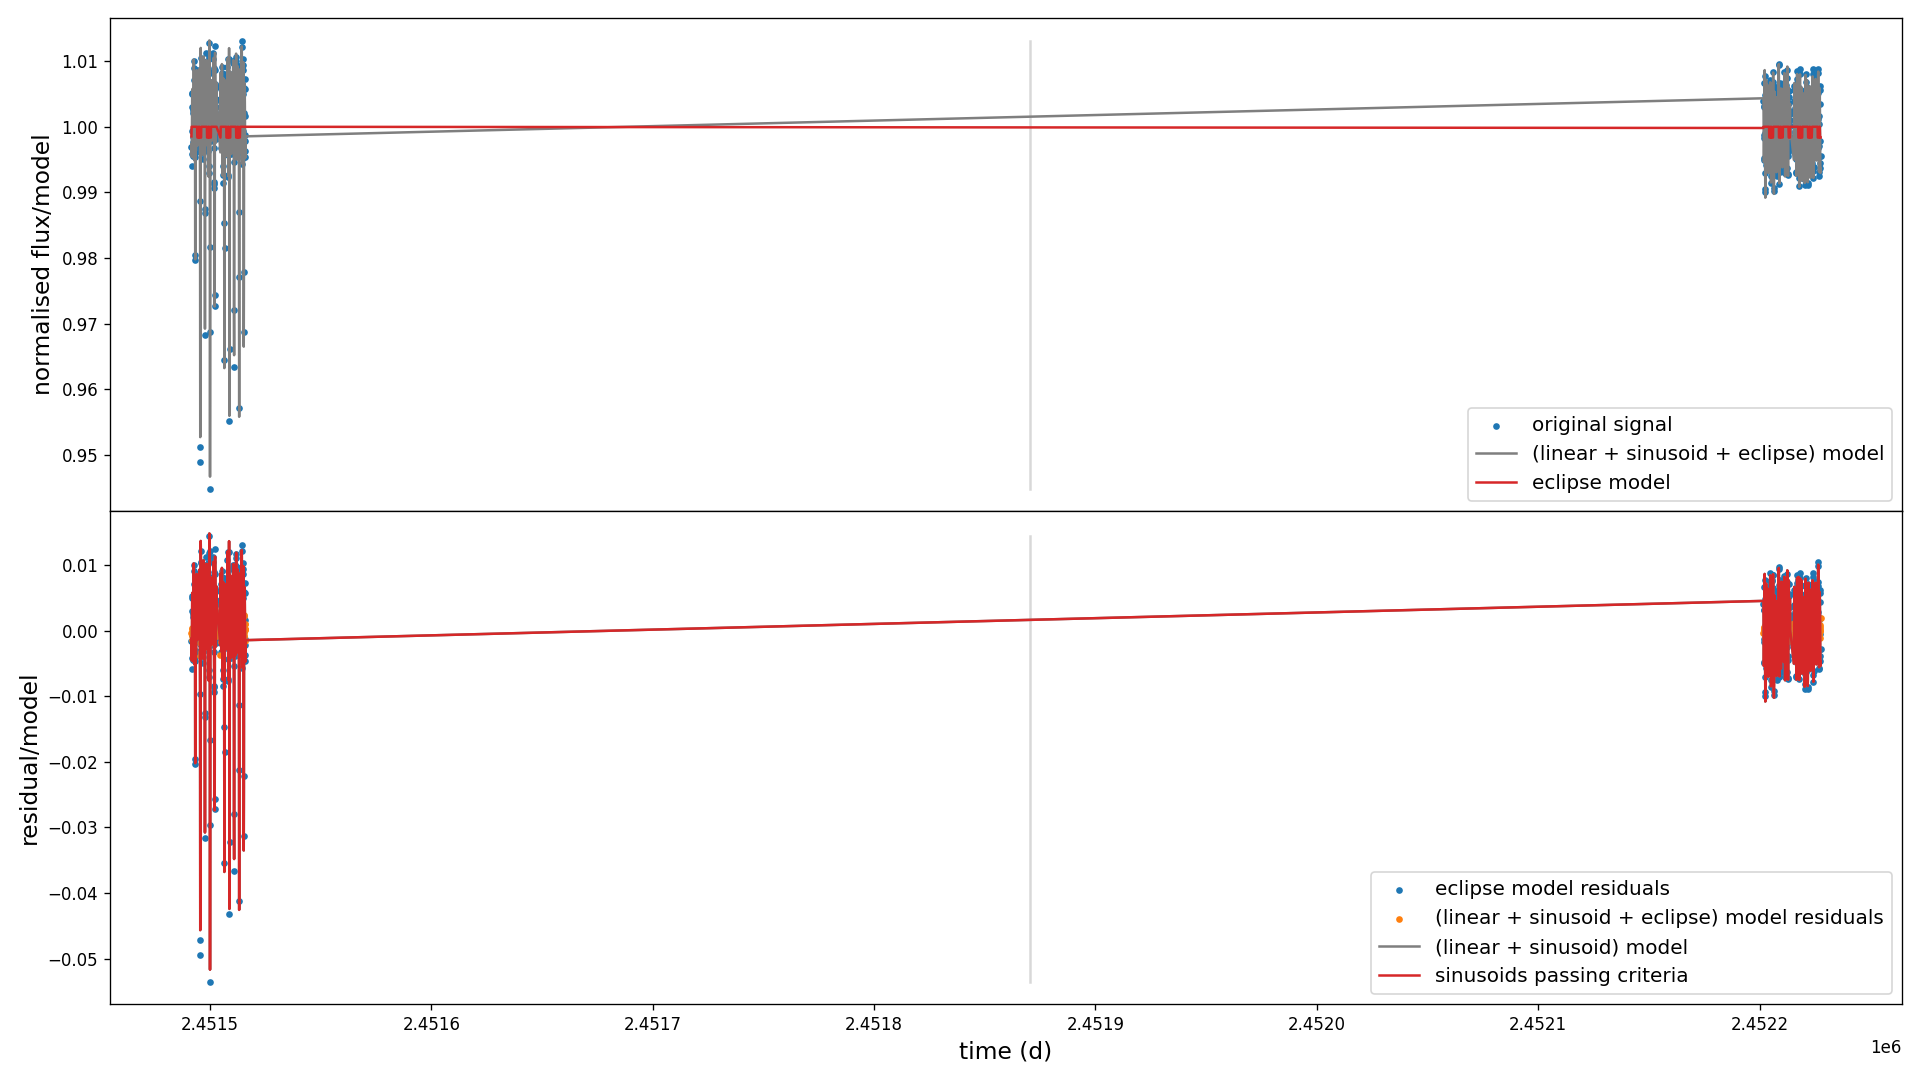 normalised flux/model
1.01
1.00
0.99
0.98
0.97
0.96
0.95
original signal
(linear + sinusoid + eclipse) model
eclipse model
residual/model
0.01
0.00
−0.01
−0.02
−0.03
−0.04
−0.05
eclipse model residuals
(linear + sinusoid + eclipse) model residuals
(linear + sinusoid) model
sinusoids passing criteria
2.4515 2.4516 2.4517 2.4518 2.4519 2.4520 2.4521 2.4522
1e6
time (d)